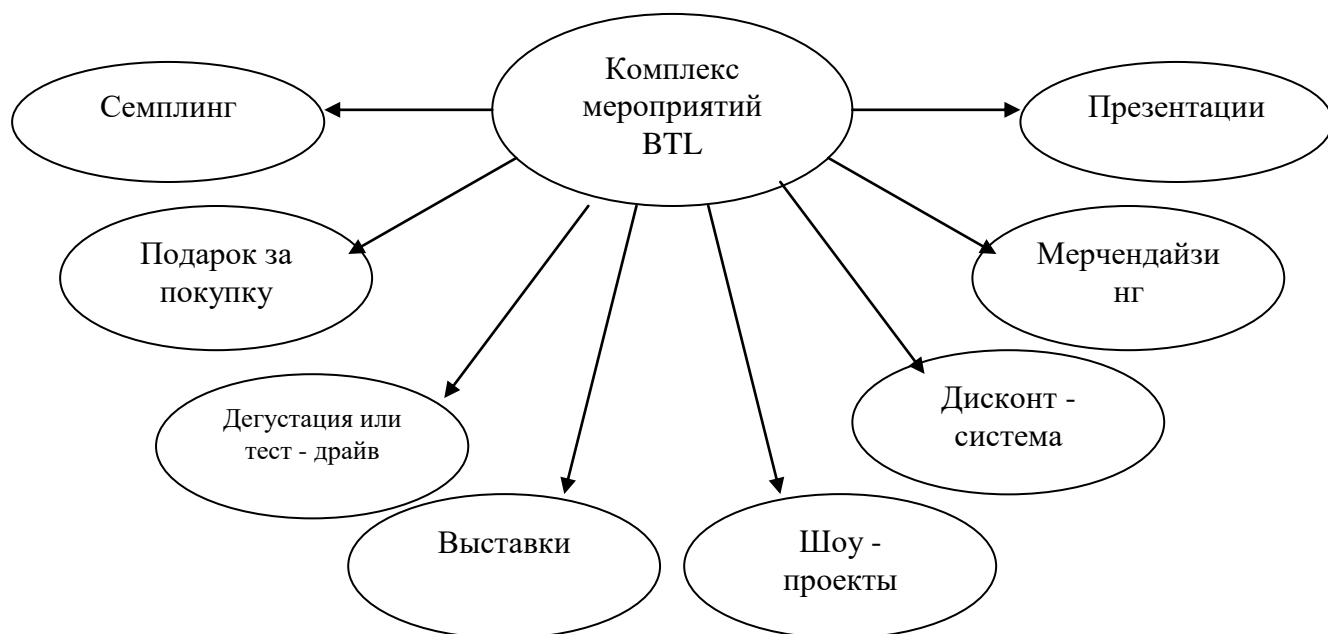 Комплекс
мероприятий
BTL
Семплинг
Презентации
Подарок за
покупку
Мерчендайзи
нг
Дегустация или
тест - драйв
Дисконт -
система
Выставки
Шоу -
проекты